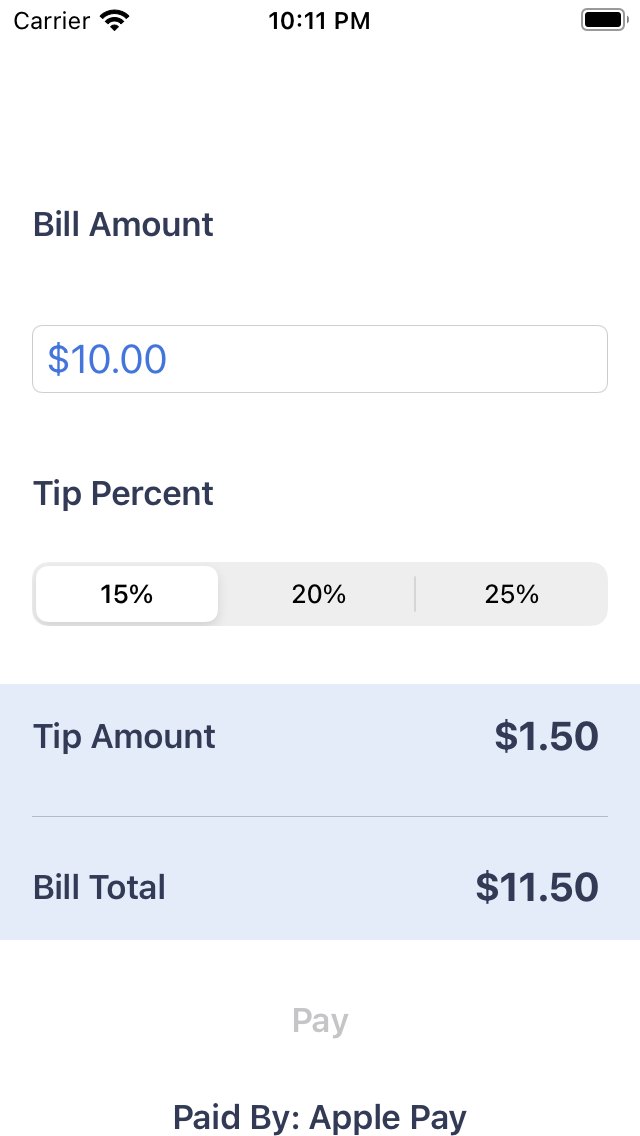 Carrier 10:11 PM
Bill Amount
$10.00
Tip Percent
15% 20% 25%
Tip Amount $1.50
Bill Total $11.50
Pay
Paid By: Apple Pay